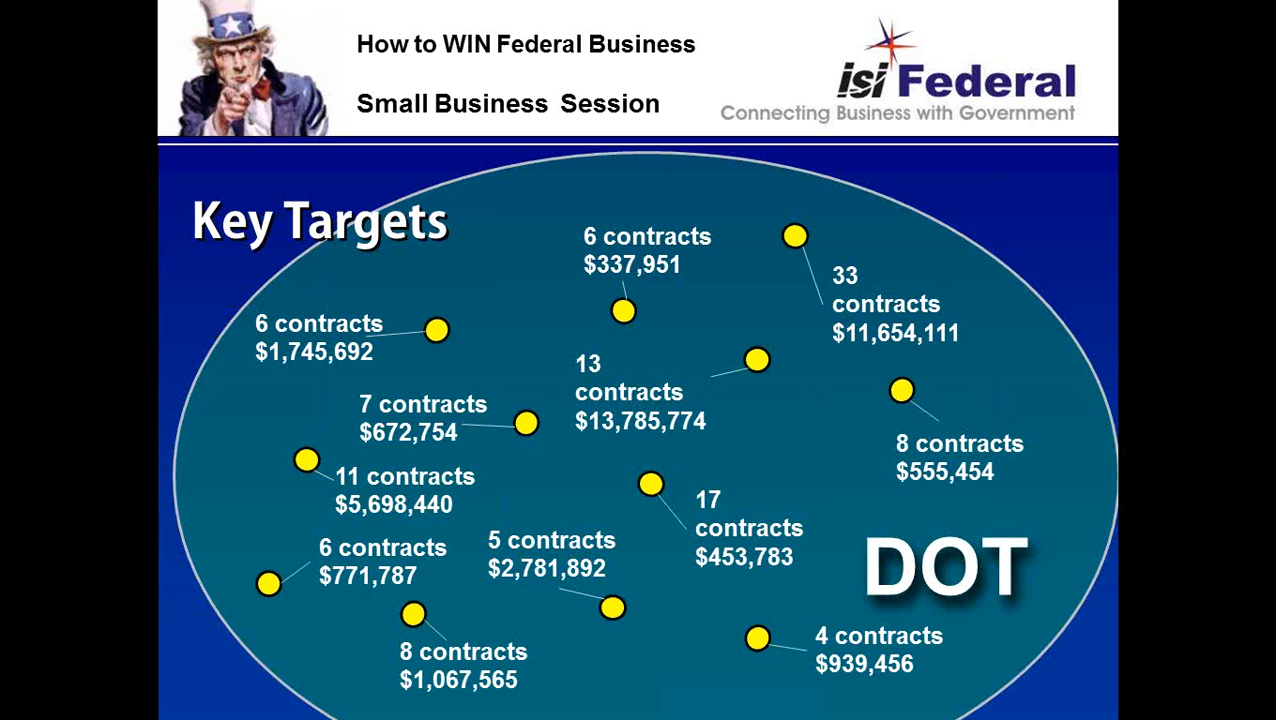 How to WIN Federal Business
Small Business Session
isi Federal
Connecting Business with Government
Key Targets
6 contracts
$337,951
33
contracts
$11,654,111
6 contracts
$1,745,692
13
contracts
$13,785,774
7 contracts
$672,754
8 contracts
$555,454
11 contracts
$5,698,440
17
contracts
$453,783
5 contracts
$2,781,892
6 contracts
$771,787
DOT
8 contracts
$1,067,565
4 contracts
$939,456